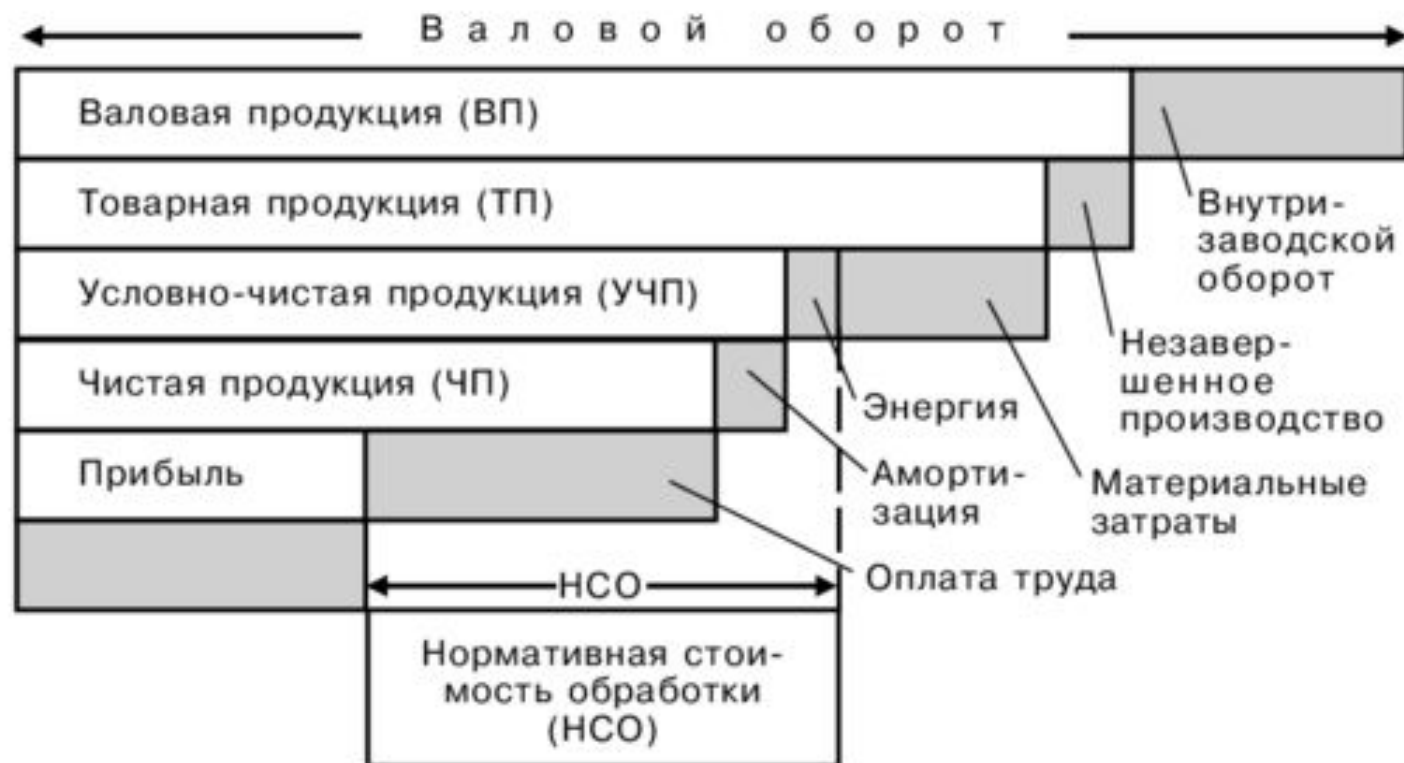 Валовой оборот
Валовая продукция (ВП)
Товарная продукция (ТП)
Внутри-
заводской
оборот
Условно-чистая продукция (УЧП)
Незавер-
шенное
производство
Чистая продукция (ЧП)
Энергия
Прибыль
Аморти-
зация
Материальные
затраты
НСО
Оплата труда
Нормативная стои-
мость обработки
(НСО)